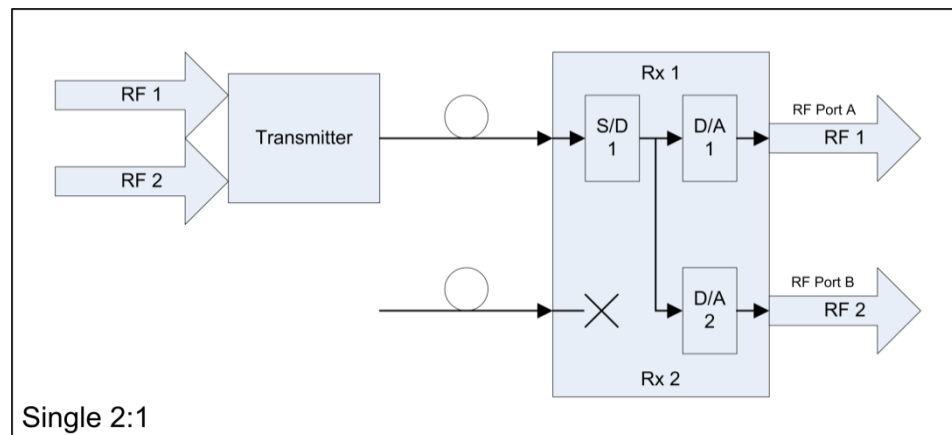 RF 1
RF 2
Transmitter
Rx 1
S/D
1
D/A
1
RF Port A
RF 1
D/A
2
RF Port B
RF 2
Rx 2
Single 2:1